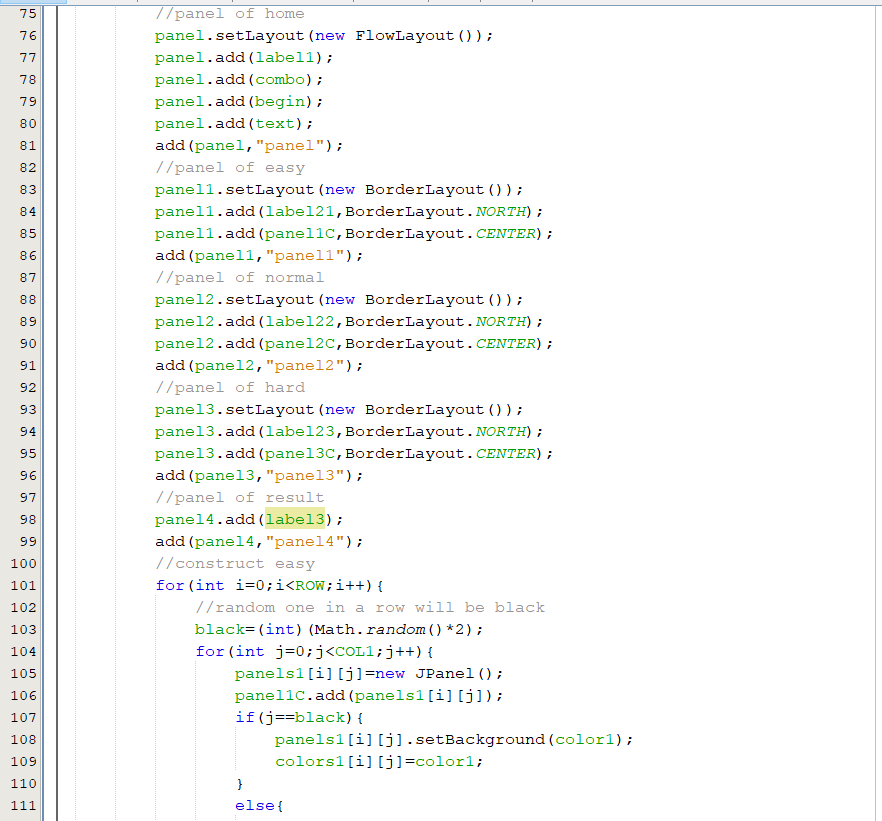 75 //panel of home
76 panel.setLayout(new FlowLayout());
77 panel.add(label1);
78 panel.add(combo);
79 panel.add(begin);
80 panel.add(text);
81 add(panel,"panel");
82 //panel of easy
83 panel1.setLayout(new BorderLayout());
84 panel1.add(label21,BorderLayout.NORTH);
85 panel1.add(panel1C,BorderLayout.CENTER);
86 add(panel1,"panel1");
87 //panel of normal
88 panel2.setLayout(new BorderLayout());
89 panel2.add(label22,BorderLayout.NORTH);
90 panel2.add(panel2C,BorderLayout.CENTER);
91 add(panel2,"panel2");
92 //panel of hard
93 panel3.setLayout(new BorderLayout());
94 panel3.add(label23,BorderLayout.NORTH);
95 panel3.add(panel3C,BorderLayout.CENTER);
96 add(panel3,"panel3");
97 //panel of result
98 panel4.add(label3);
99 add(panel4,"panel4");
100 //construct easy
101 for(int i=0;i<ROW;i++){
102 //random one in a row will be black
103 black=(int)(Math.random()*2);
104 for(int j=0;j<COL1;j++){
105 panels1[i][j]=new JPanel();
106 panel1C.add(panels1[i][j]);
107 if(j==black){
108 panels1[i][j].setBackground(color1);
109 colors1[i][j]=color1;
110 }
111 else{